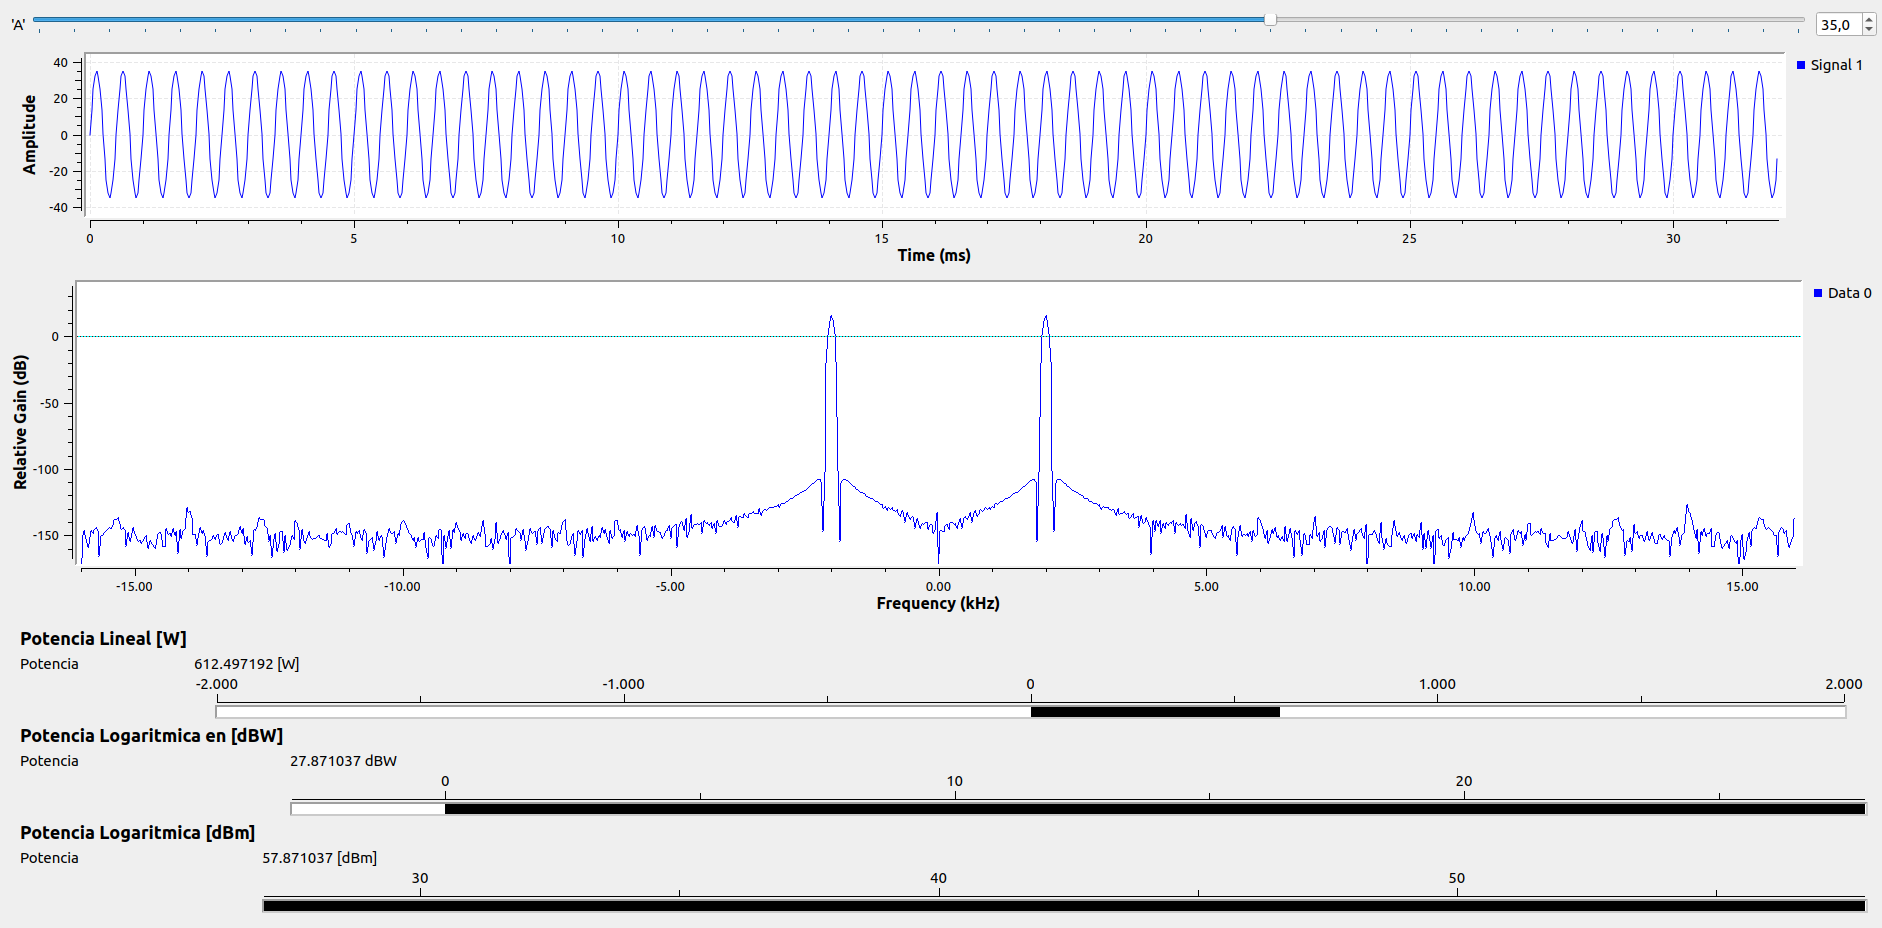 'A' 35,0
40
20
0
-20
-40
Amplitude
Signal 1
0 5 10 15 20 25 30
Time (ms)
0
-50
-100
-150
Relative Gain (dB)
Data 0
-15.00 -10.00 -5.00 0.00 5.00 10.00 15.00
Frequency (kHz)
Potencia Lineal [W]
Potencia 612.497192 [W]
-2.000 -1.000 0 1.000 2.000
Potencia Logaritmica en [dBW]
Potencia 27.871037 dBW
0 10 20
Potencia Logaritmica [dBm]
Potencia 57.871037 [dBm]
30 40 50